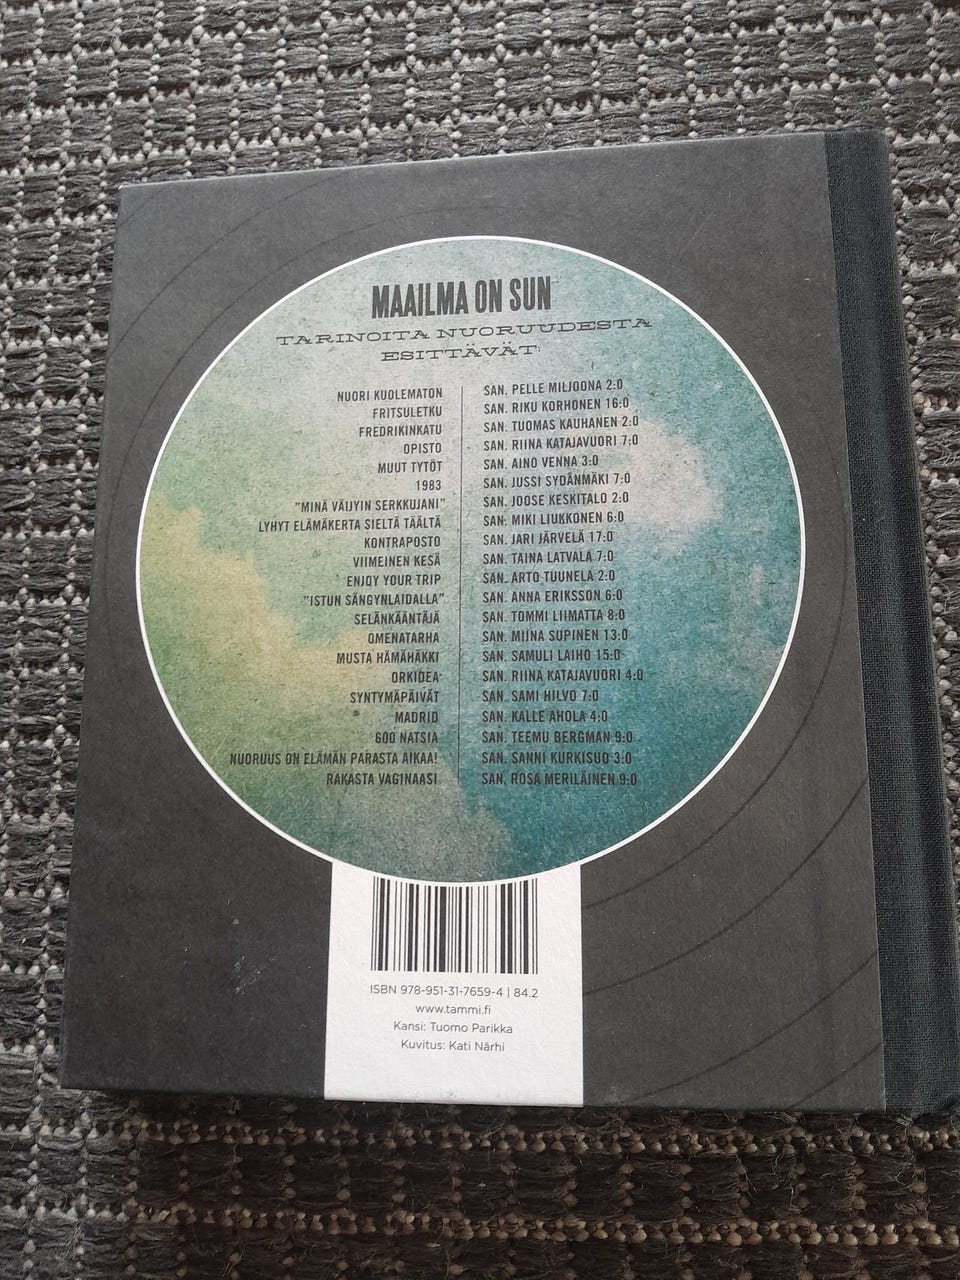 MAAILMA ON SUN
TARINOITA NUORUUDESTA
ESITTÄVÄT:
NUORI KUOLEMATON SAN. PELLE MILJOONA 2:0
FRITSULETKU SAN. RIKU KORHONEN 16:0
FREDRIKINKATU SAN. TUOMAS KAUHANEN 2:0
OPISTO SAN. RIINA KATAJAVUORI 7:0
MUUT TYTÖT SAN. AINO VENNA 3:0
1983 SAN. JUSSI SYDÄNMÄKI 7:0
"MINÄ VÄIJYIN SERKKUJANI" SAN. JOOSE KESKITALO 2:0
LYHYT ELÄMÄKERTA SIELTÄ TÄÄLTÄ SAN. MIKI LIUKKONEN 6:0
KONTRAPOSTO SAN. JARI JÄRVELÄ 17:0
VIIMEINEN KESÄ SAN. TAINA LATVALA 7:0
ENJOY YOUR TRIP SAN. ARTO TUUNELA 2:0
"ISTUN SÄNGYNLAIDALLA" SAN. ANNA ERIKSSON 6:0
SELÄNKÄÄNTÄJÄ SAN. TOMMI LIIMATTA 8:0
OMENATARHA SAN. MIINA SUPINEN 13:0
MUSTA HÄMÄHÄKKI SAN. SAMULI LAIHO 15:0
ORKIDEA SAN. RIINA KATAJAVUORI 4:0
SYNTYMÄPÄIVÄT SAN. SAMI HILVO 7:0
MADRID SAN. KALLE AHOLA 4:0
600 NATSIA SAN. TEEMU BERGMAN 9:0
NUORUUS ON ELÄMÄN PARASTA AIKAA! SAN. SANNI KURKISUO 3:0
RAKASTA VAGINAASI SAN. ROSA MERILÄINEN 9:0
ISBN 978-951-31-7659-4 | 84.2
www.tammi.fi
Kansi: Tuomo Parikka
Kuvitus: Kati Närhi